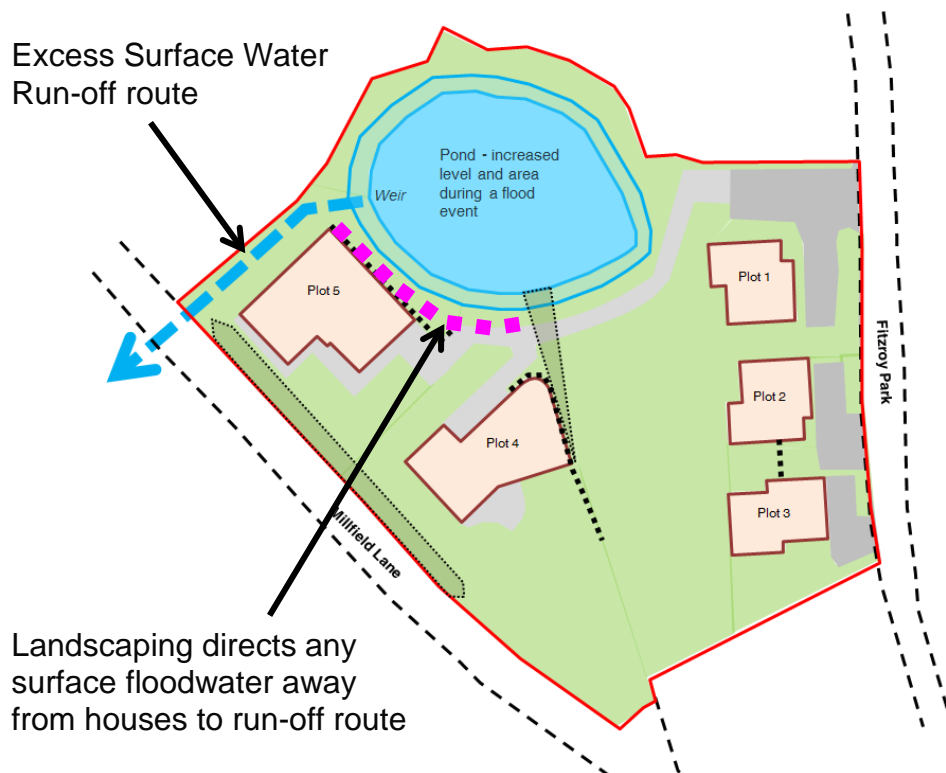 Excess Surface Water
Run-off route
Pond - increased
level and area
during a flood
event
Weir
Plot 5
Plot 1
Plot 2
Plot 3
Plot 4
Fitzroy Park
Millfield Lane
Landscaping directs any
surface floodwater away
from houses to run-off route